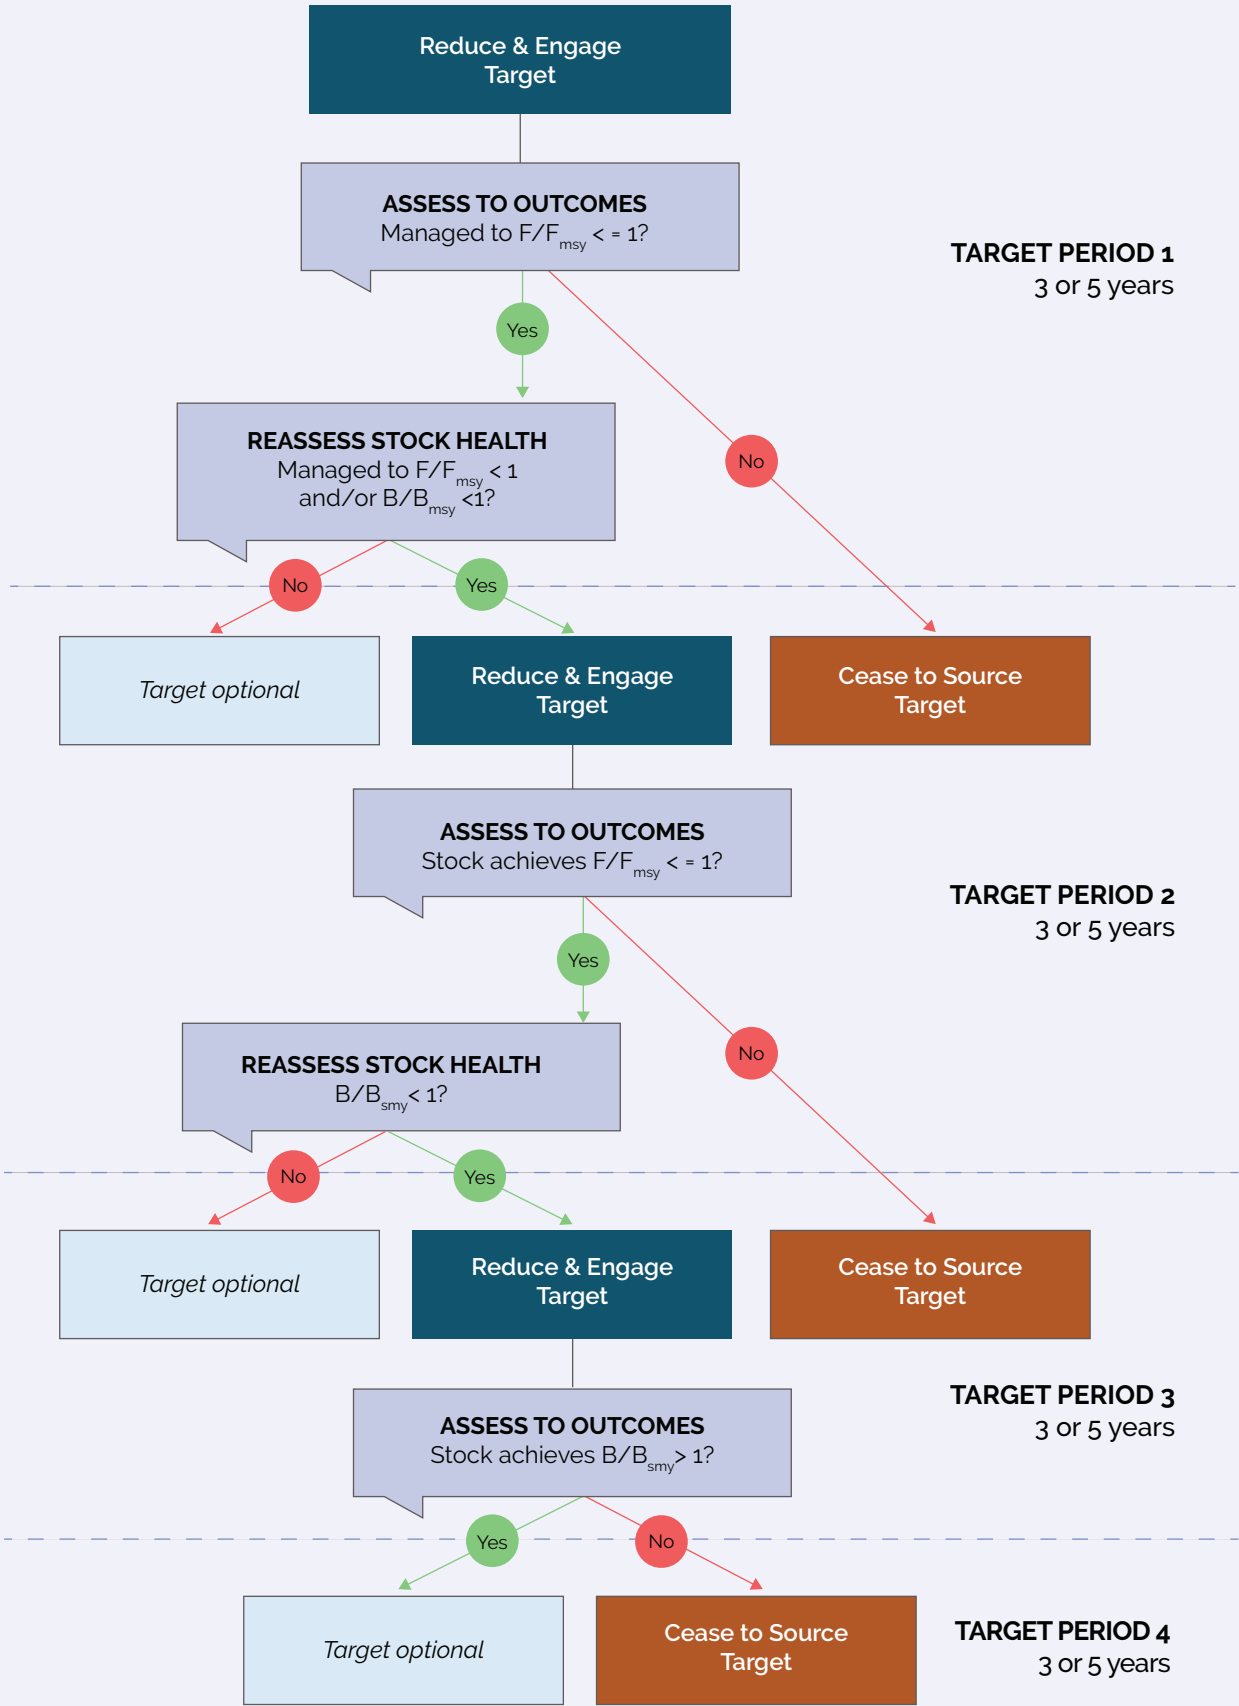 Reduce & Engage
Target
ASSESS TO OUTCOMES
Managed to F/Fmsy < = 1?
TARGET PERIOD 1
3 or 5 years
Yes
No
REASSESS STOCK HEALTH
Managed to F/Fmsy < 1
and/or B/Bmsy <1?
No
Yes
Target optional
Reduce & Engage
Target
Cease to Source
Target
ASSESS TO OUTCOMES
Stock achieves F/Fmsy < = 1?
TARGET PERIOD 2
3 or 5 years
Yes
No
REASSESS STOCK HEALTH
B/Bsmy< 1?
No
Yes
Target optional
Reduce & Engage
Target
Cease to Source
Target
TARGET PERIOD 3
3 or 5 years
ASSESS TO OUTCOMES
Stock achieves B/Bsmy> 1?
Yes
No
Target optional
Cease to Source
Target
TARGET PERIOD 4
3 or 5 years